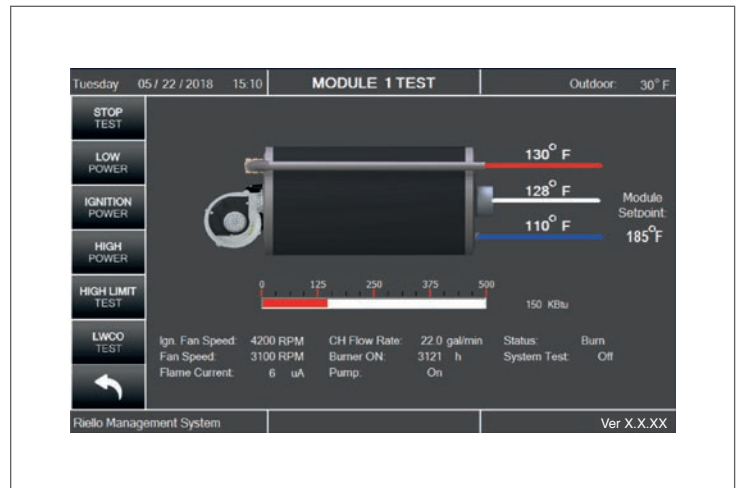 Tuesday 05 / 22 / 2018 15:10 MODULE 1 TEST Outdoor: 30° F
STOP
TEST
LOW
POWER
IGNITION
POWER
HIGH
POWER
HIGH LIMIT
TEST
LWCO
TEST
130° F
128° F
110° F
Module
Setpoint:
185°F
0 125 250 375 500
150 KBtu
Ign. Fan Speed: 4200 RPM CH Flow Rate: 22.0 gal/min Status: Burn
Fan Speed: 3100 RPM Burner ON: 3121 h System Test: Off
Flame Current: 6 uA Pump: On
Riello Management System Ver X.X.XX